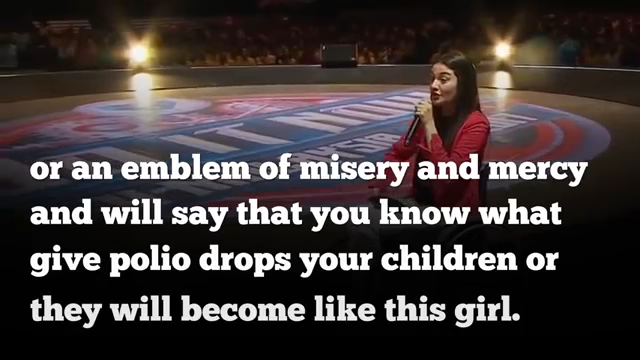 or an emblem of misery and mercy
and will say that you know what
give polio drops your children or
they will become like this girl.